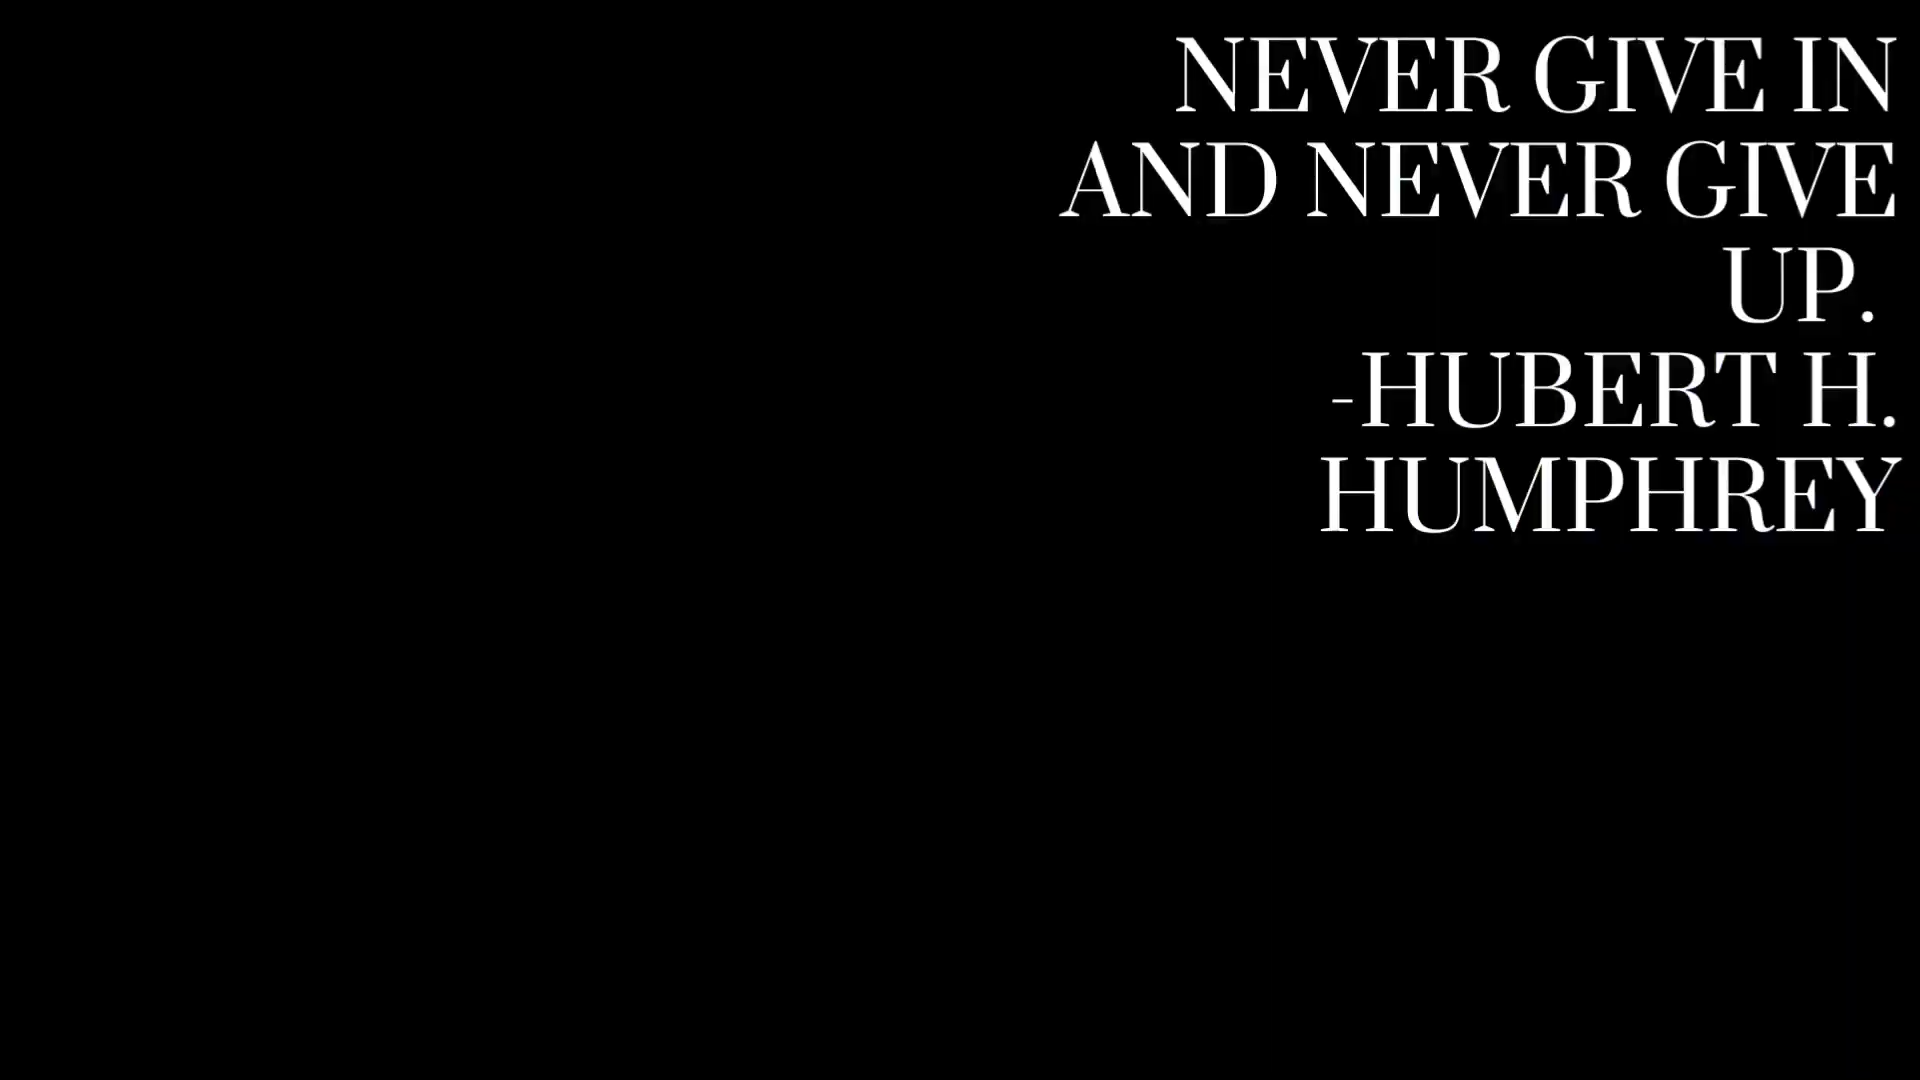 NEVER GIVE IN
AND NEVER GIVE
UP.
-HUBERT H.
HUMPHREY